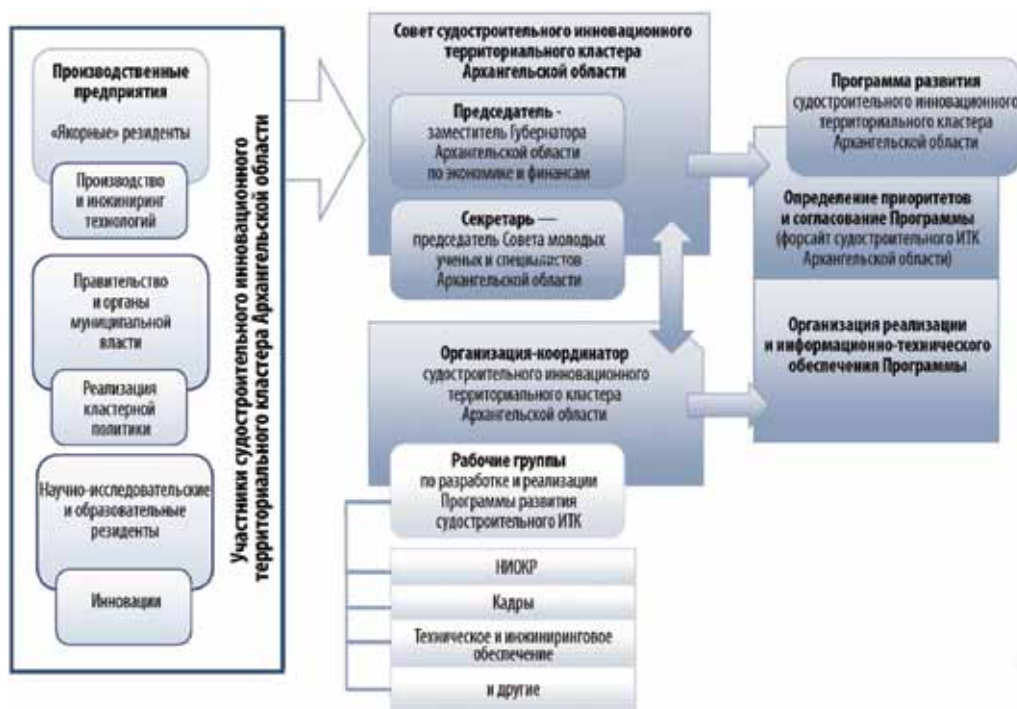 Производственные
предприятия
«Якорные» резиденты
Производство
и инжиниринг
технологий
Правительство
и органы
муниципальной
власти
Реализация
кластерной
политики
Научно-исследовательские
и образовательные
резиденты
Инновации
Участники судостроительного инновационного
территориального кластера Архангельской области
Совет судостроительного инновационного
территориального кластера
Архангельской области
Председатель -
заместитель Губернатора
Архангельской области
по экономике и финансам
Секретарь —
председатель Совета молодых
ученых и специалистов
Архангельской области
Организация-координатор
судостроительного инновационного
территориального кластера
Архангельской области
Рабочие группы
по разработке и реализации
Программы развития
судостроительного ИТК
НИОКР
Кадры
Техническое и инжиниринговое
обеспечение
и другие
Программа развития
судостроительного инновационного
территориального кластера
Архангельской области
Определение приоритетов
и согласование Программы
(форсайт судостроительного ИТК
Архангельской области)
Организация реализации
и информационно-технического
обеспечения Программы